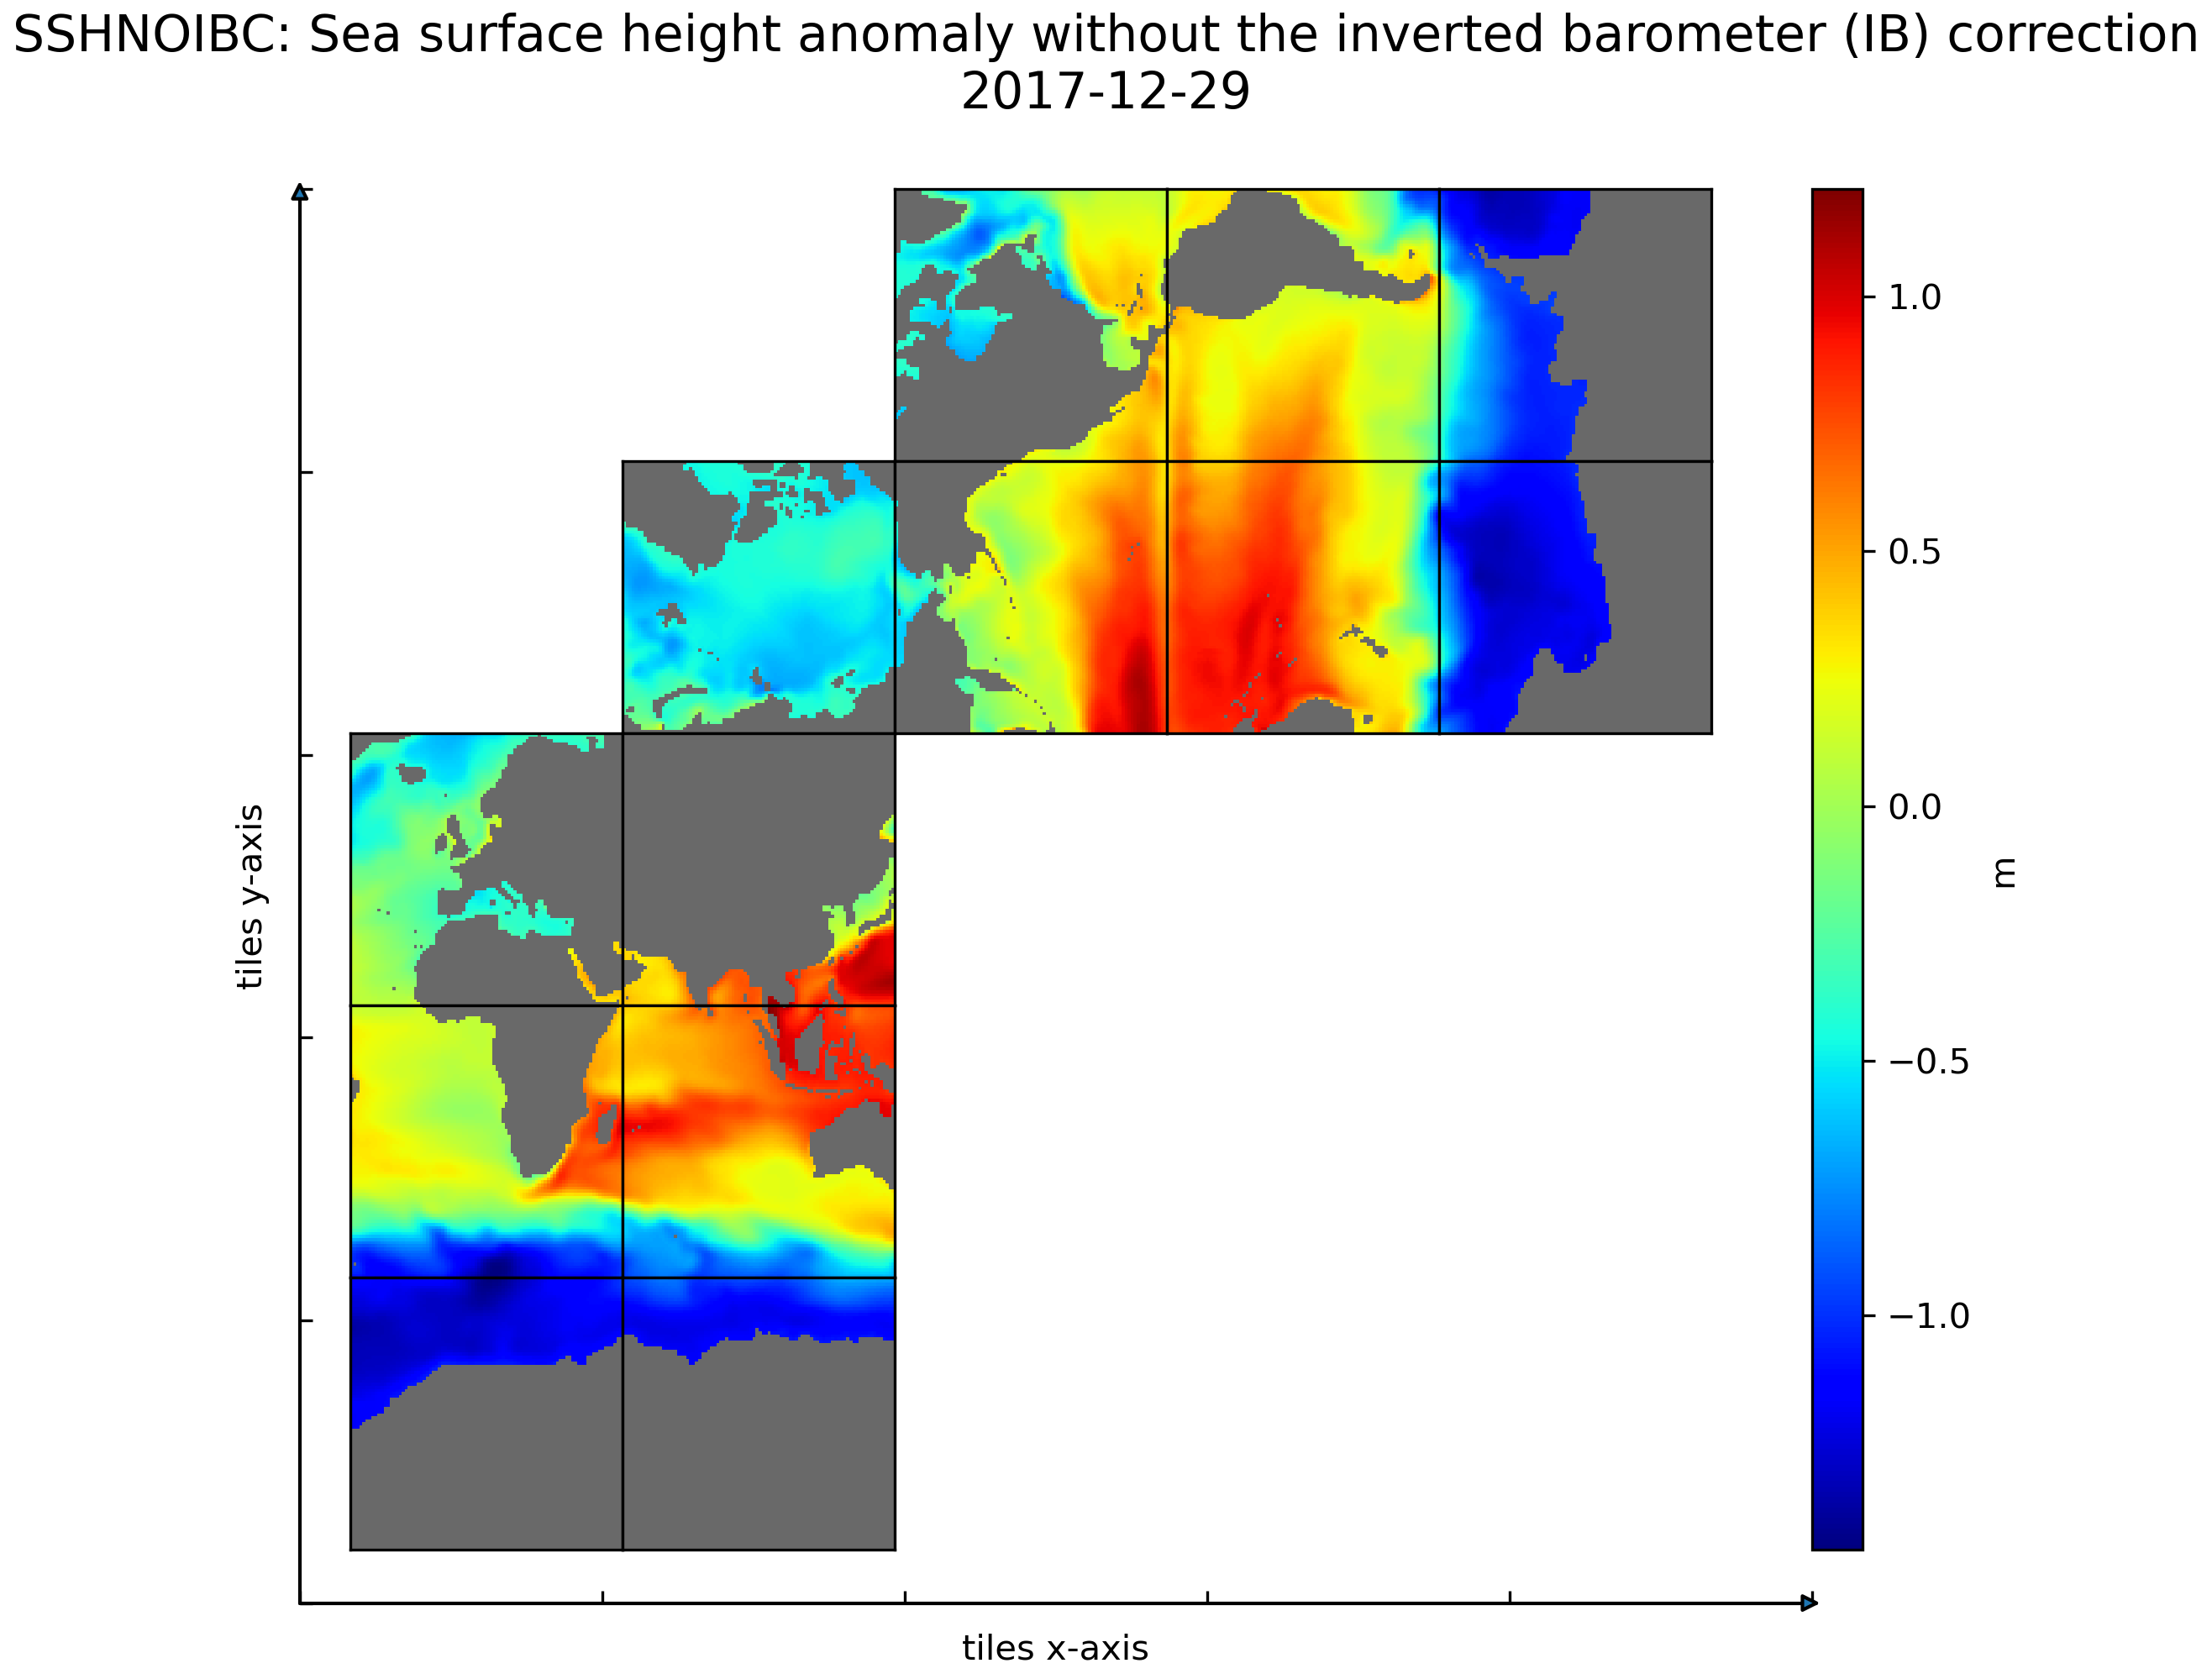 SSHNOIBC: Sea surface height anomaly without the inverted barometer (IB) correction
2017-12-29
1.0
0.5
0.0
−0.5
−1.0
m
tiles y-axis
tiles x-axis